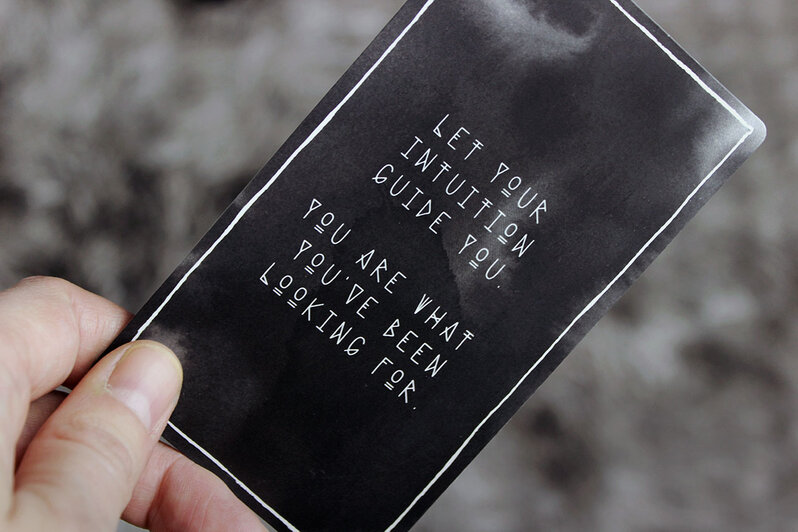 LET YOUR
INTUITION
GUIDE YOU.
YOU ARE WHAT
YOU'VE BEEN
LOOKING FOR.